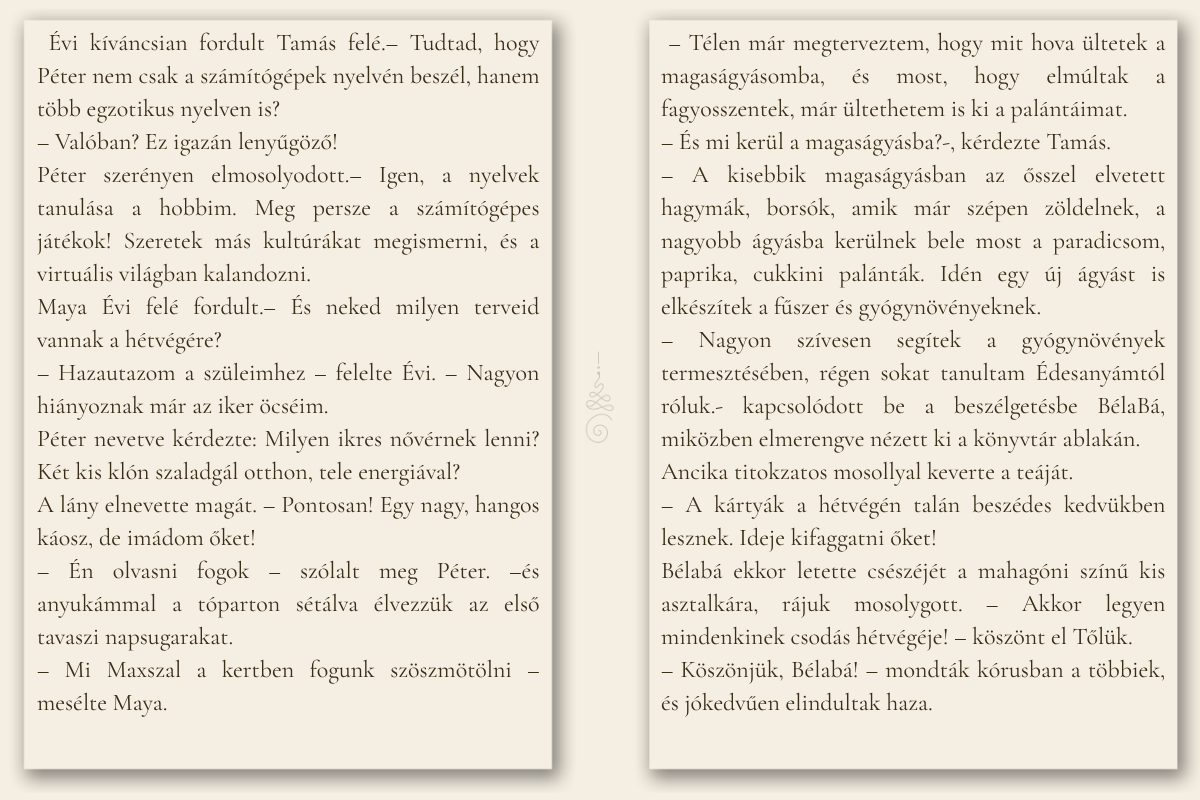 Évi kíváncsian fordult Tamás felé.– Tudtad, hogy
Péter nem csak a számítógépek nyelvén beszél, hanem
több egzotikus nyelven is?
– Valóban? Ez igazán lenyűgöző!
Péter szerényen elmosolyodott.– Igen, a nyelvek
tanulása a hobbim. Meg persze a számítógépes
játékok! Szeretek más kultúrákat megismerni, és a
virtuális világban kalandozni.
Maya Évi felé fordult.– És neked milyen terveid
vannak a hétvégére?
– Hazautazom a szüleimhez – felelte Évi. – Nagyon
hiányoznak már az iker öcséim.
Péter nevetve kérdezte: Milyen ikres nővérnek lenni?
Két kis klón szaladgál otthon, tele energiával?
A lány elnevette magát. – Pontosan! Egy nagy, hangos
káosz, de imádom őket!
– Én olvasni fogok – szólalt meg Péter. –és
anyukámmal a tóparton sétálva élvezzük az első
tavaszi napsugarakat.
– Mi Maxszal a kertben fogunk szöszmötölni –
mesélte Maya.
– Télen már megterveztem, hogy mit hova ültetek a
magaságyásomba, és most, hogy elmúltak a
fagyosszentek, már ültethetem is ki a palántáimat.
– És mi kerül a magaságyásba?-, kérdezte Tamás.
– A kisebbik magaságyásban az ősszel elvetett
hagymák, borsók, amik már szépen zöldelnek, a
nagyobb ágyásba kerülnek bele most a paradicsom,
paprika, cukkini palánták. Idén egy új ágyást is
elkészítek a fűszer és gyógynövényeknek.
– Nagyon szívesen segítek a gyógynövények
termesztésében, régen sokat tanultam Édesanyámtól
róluk.- kapcsolódott be a beszélgetésbe BélaBá,
miközben elmerengve nézett ki a könyvtár ablakán.
Ancika titokzatos mosollyal keverte a teáját.
– A kártyák a hétvégén talán beszédes kedvükben
lesznek. Ideje kifaggatni őket!
Bélabá ekkor letette csészéjét a mahagóni színű kis
asztalkára, rájuk mosolygott. – Akkor legyen
mindenkinek csodás hétvégéje! – köszönt el Tőlük.
– Köszönjük, Bélabá! – mondták kórusban a többiek,
és jókedvűen elindultak haza.